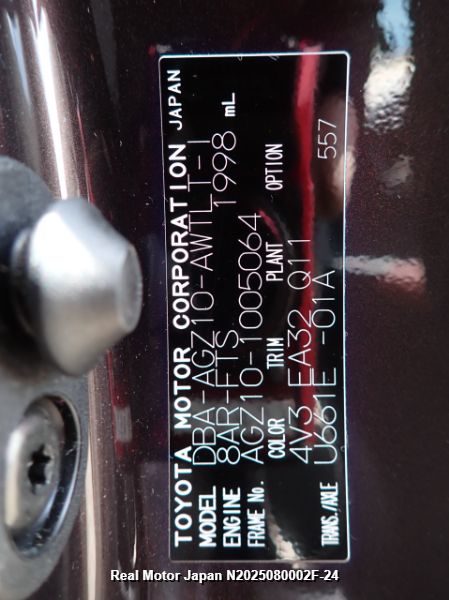 TOYOTA MOTOR CORPORATION JAPAN
MODEL DBA-AGZ10-AWTLT-I
ENGINE 8AR-FTS 1998 mL
FRAME No. AGZ10-1005064
COLOR TRIM PLANT OPTION
4V3 EA32 Q11
TRANS./AXLE U661E -01A 557
Real Motor Japan N2025080002F-24